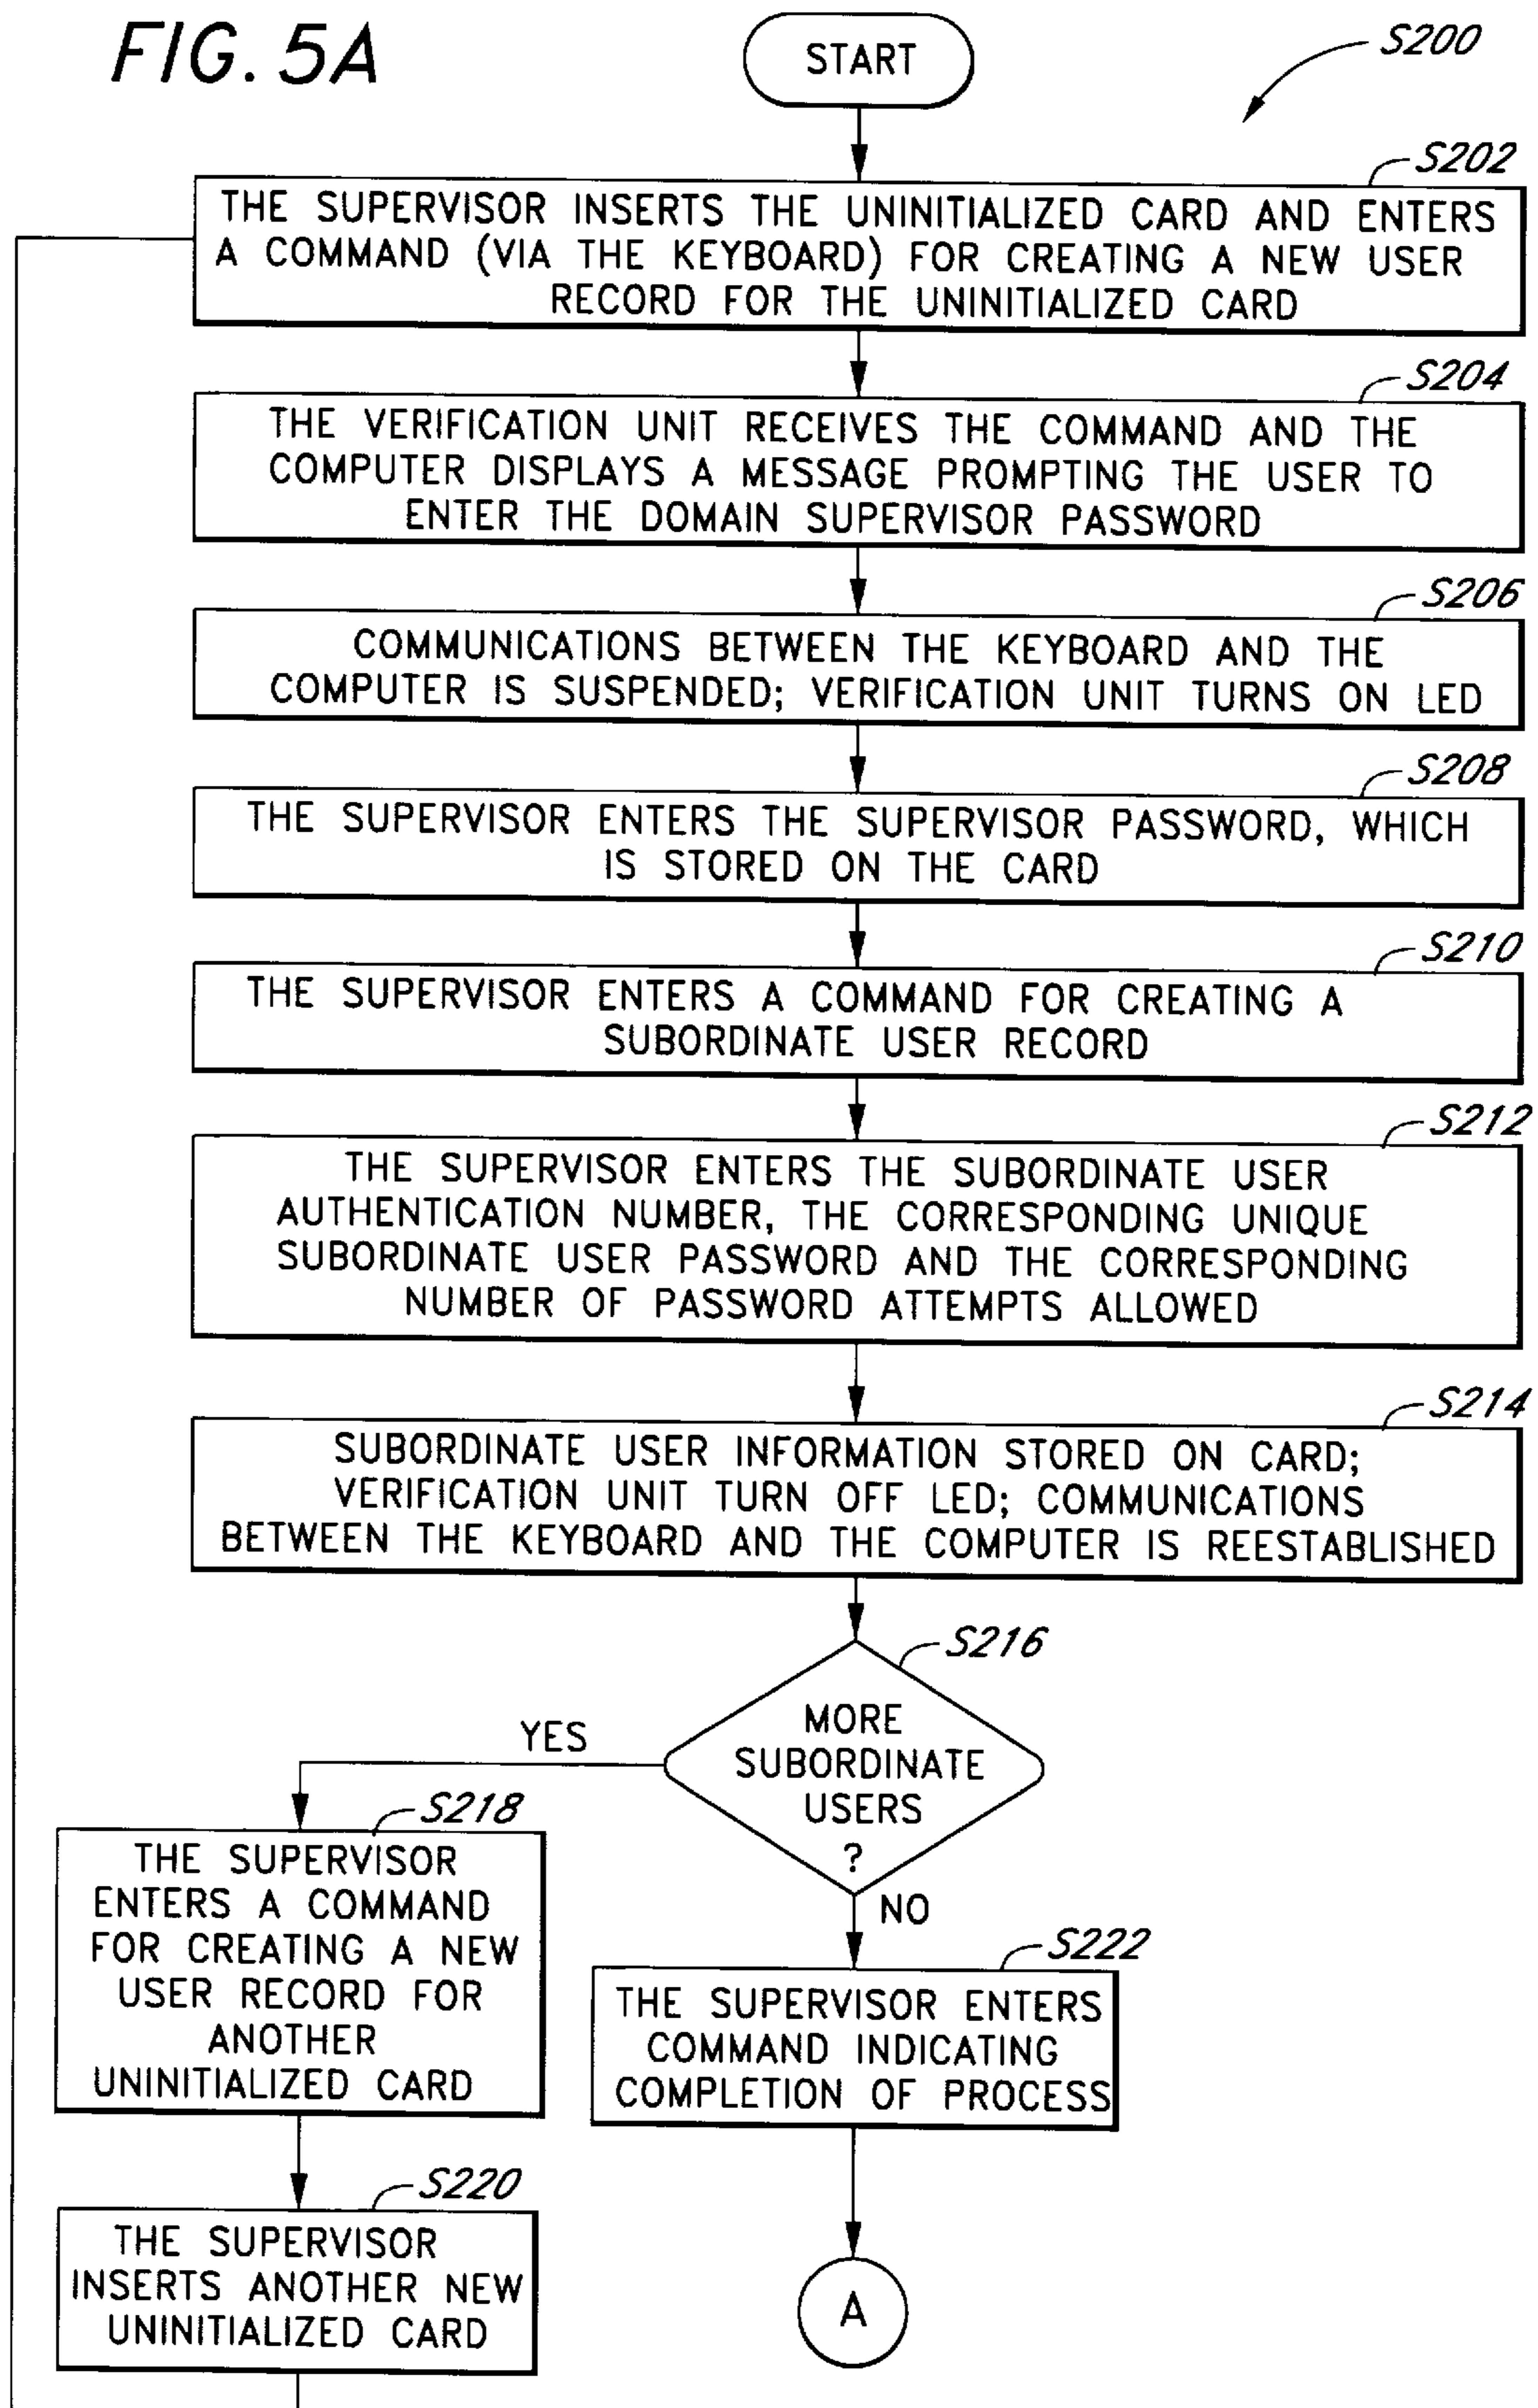 FIG. 5A
START
S200
S202
THE SUPERVISOR INSERTS THE UNINITIALIZED CARD AND ENTERS
A COMMAND (VIA THE KEYBOARD) FOR CREATING A NEW USER
RECORD FOR THE UNINITIALIZED CARD
S204
THE VERIFICATION UNIT RECEIVES THE COMMAND AND THE
COMPUTER DISPLAYS A MESSAGE PROMPTING THE USER TO
ENTER THE DOMAIN SUPERVISOR PASSWORD
S206
COMMUNICATIONS BETWEEN THE KEYBOARD AND THE
COMPUTER IS SUSPENDED; VERIFICATION UNIT TURNS ON LED
S208
THE SUPERVISOR ENTERS THE SUPERVISOR PASSWORD, WHICH
IS STORED ON THE CARD
S210
THE SUPERVISOR ENTERS A COMMAND FOR CREATING A
SUBORDINATE USER RECORD
S212
THE SUPERVISOR ENTERS THE SUBORDINATE USER
AUTHENTICATION NUMBER, THE CORRESPONDING UNIQUE
SUBORDINATE USER PASSWORD AND THE CORRESPONDING
NUMBER OF PASSWORD ATTEMPTS ALLOWED
S214
SUBORDINATE USER INFORMATION STORED ON CARD;
VERIFICATION UNIT TURN OFF LED; COMMUNICATIONS
BETWEEN THE KEYBOARD AND THE COMPUTER IS REESTABLISHED
S216
MORE
SUBORDINATE
USERS
?
YES
NO
S218
THE SUPERVISOR
ENTERS A COMMAND
FOR CREATING A NEW
USER RECORD FOR
ANOTHER
UNINITIALIZED CARD
S222
THE SUPERVISOR ENTERS
COMMAND INDICATING
COMPLETION OF PROCESS
S220
THE SUPERVISOR
INSERTS ANOTHER NEW
UNINITIALIZED CARD
A